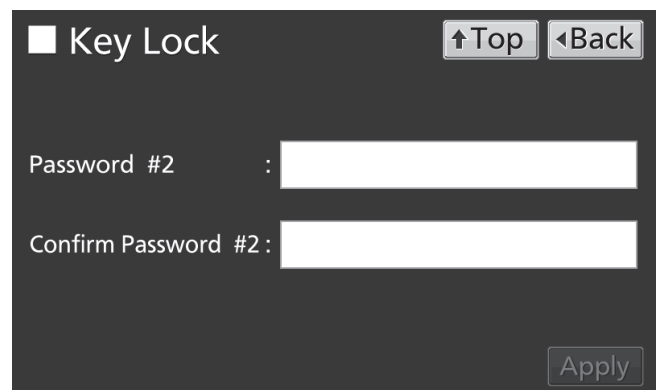 Key Lock
↑Top ◂Back
Password #2 :
Confirm Password #2 :
Apply